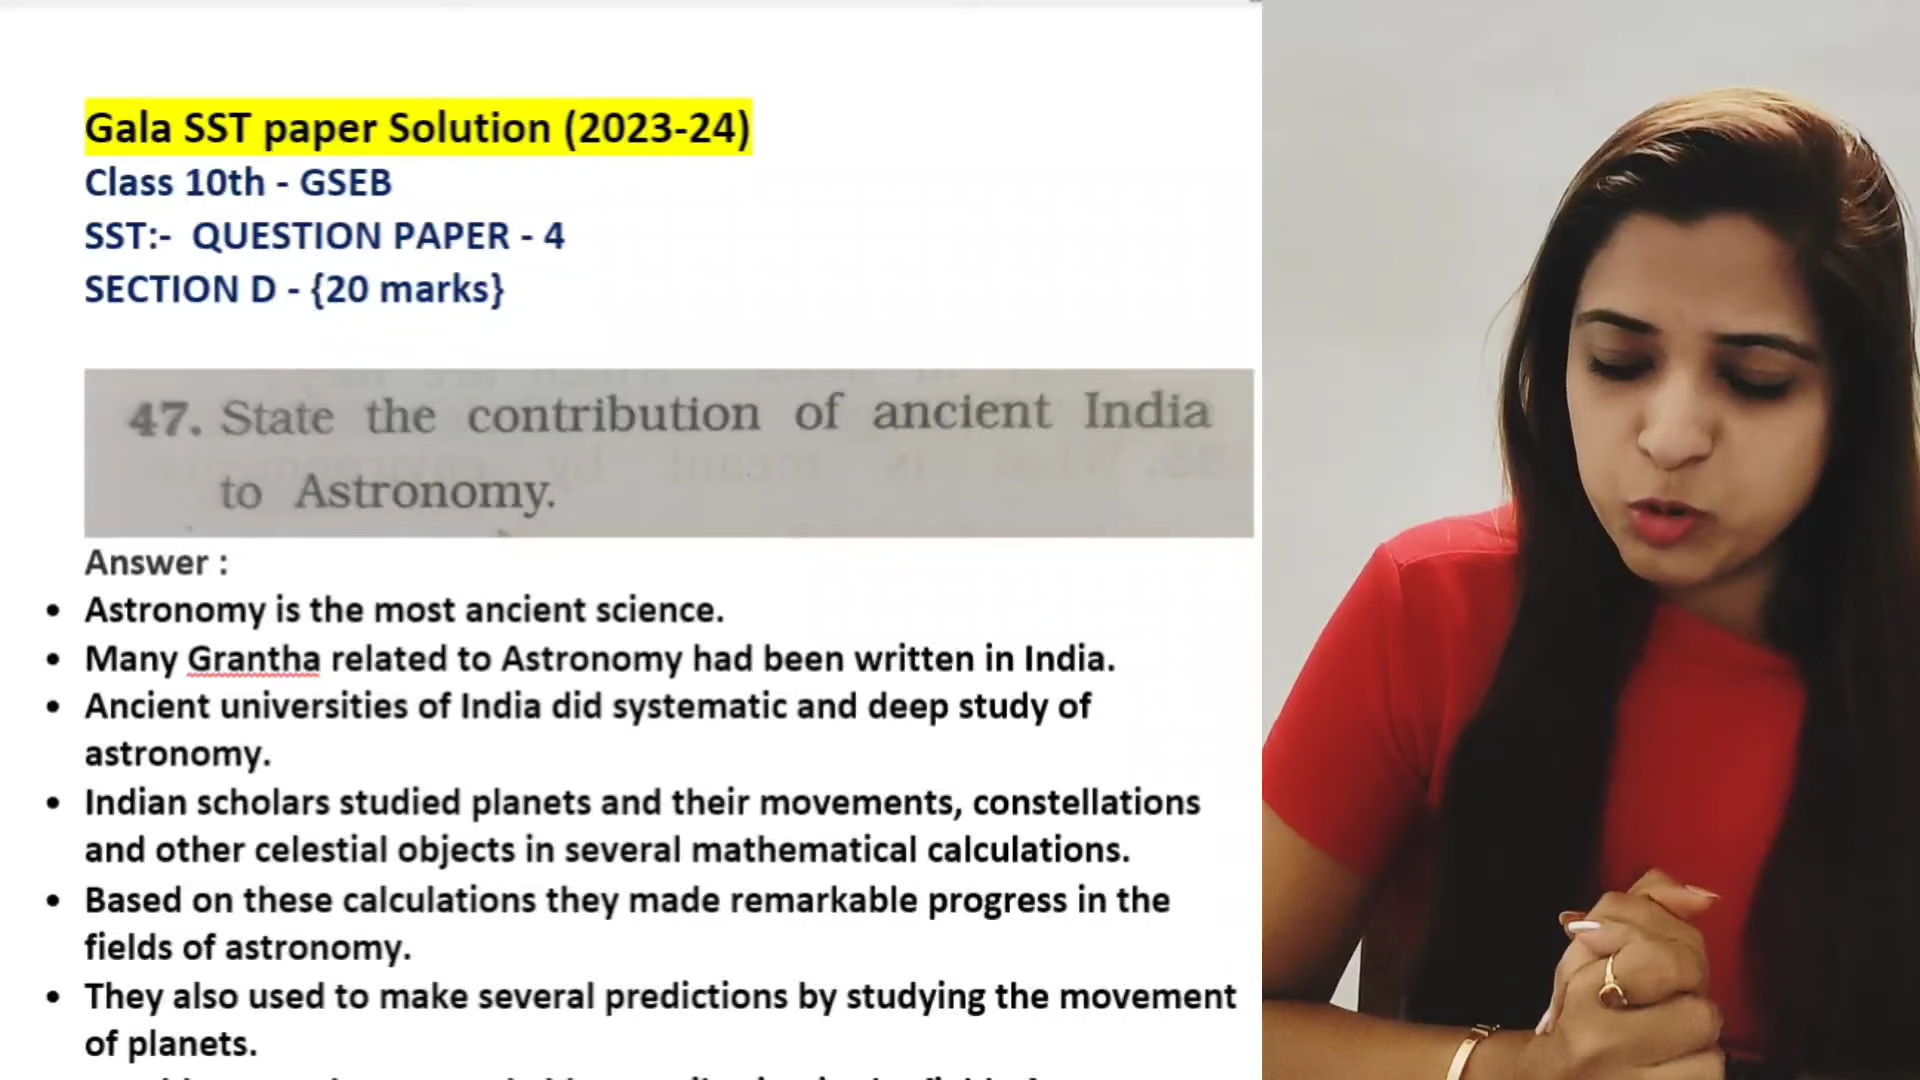 Gala SST paper Solution (2023-24)
Class 10th - GSEB
SST:- QUESTION PAPER - 4
SECTION D - {20 marks}
47. State the contribution of ancient India
to Astronomy.
Answer :
• Astronomy is the most ancient science.
• Many Grantha related to Astronomy had been written in India.
• Ancient universities of India did systematic and deep study of
astronomy.
• Indian scholars studied planets and their movements, constellations
and other celestial objects in several mathematical calculations.
• Based on these calculations they made remarkable progress in the
fields of astronomy.
• They also used to make several predictions by studying the movement
of planets.